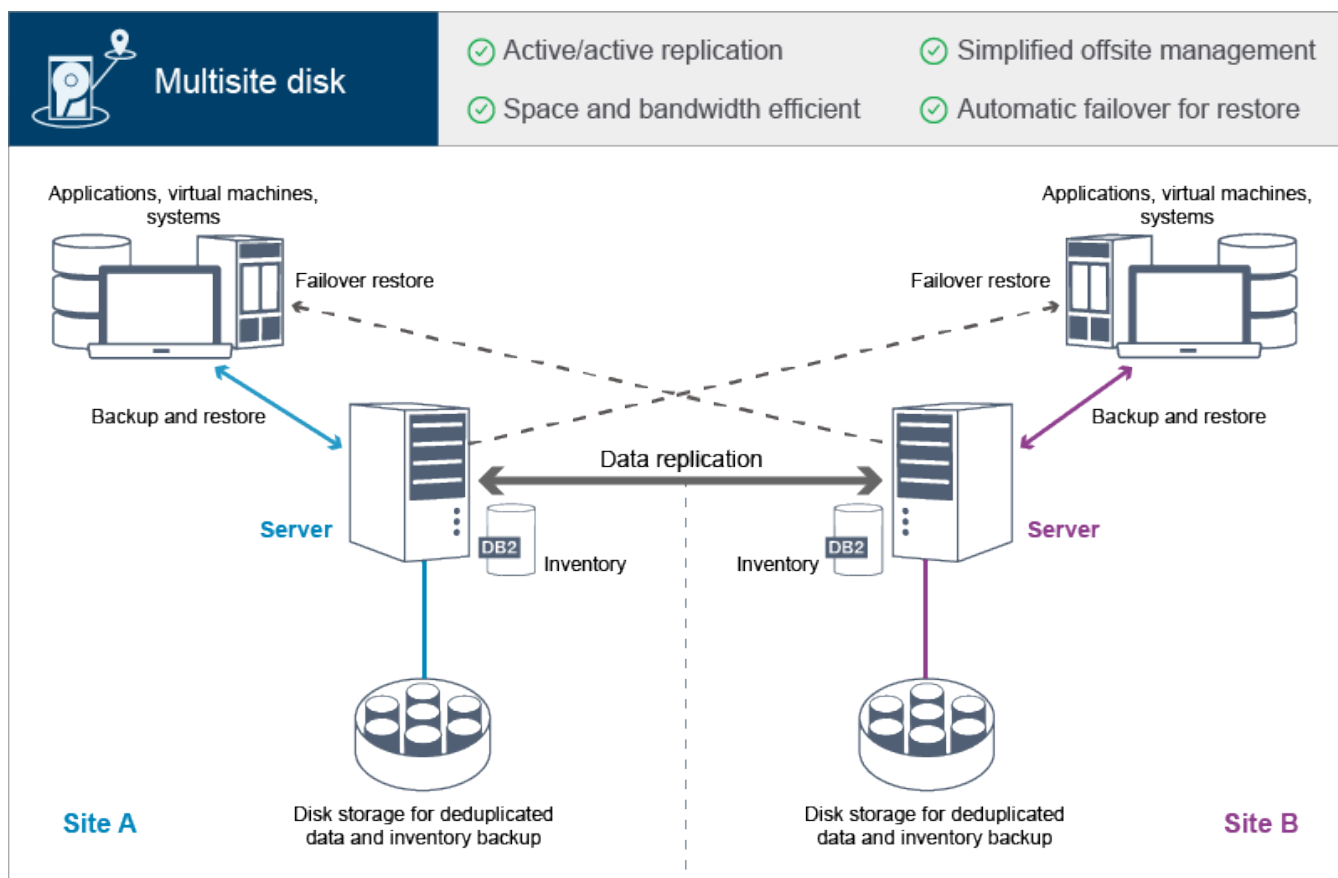 Multisite disk
Active/active replication
Simplified offsite management
Space and bandwidth efficient
Automatic failover for restore
Applications, virtual machines,
systems
Applications, virtual machines,
systems
Failover restore
Failover restore
Backup and restore
Backup and restore
Data replication
Server
Server
DB2
Inventory
Inventory
DB2
Disk storage for deduplicated
data and inventory backup
Disk storage for deduplicated
data and inventory backup
Site A
Site B